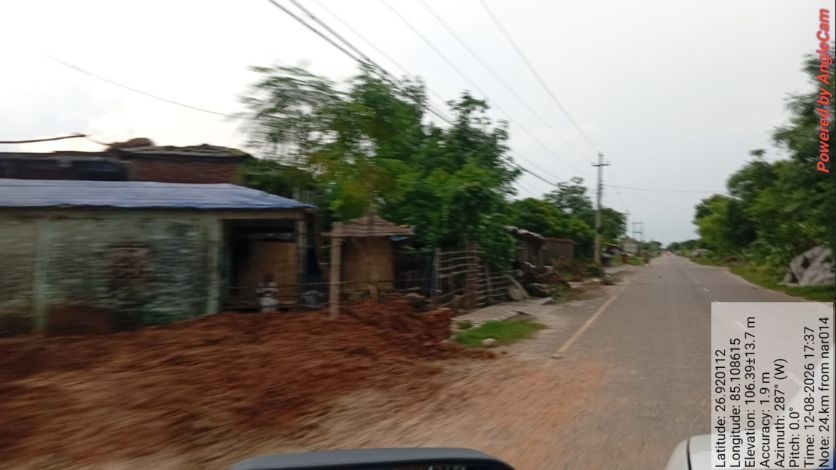 Powered by AngleCam
Latitude: 26.920112
Longitude: 85.108615
Elevation: 106.39±13.7 m
Accuracy: 1.9 m
Azimuth: 287° (W)
Pitch: 0.0°
Time: 12-08-2026 17:37
Note: 24.km from nar014